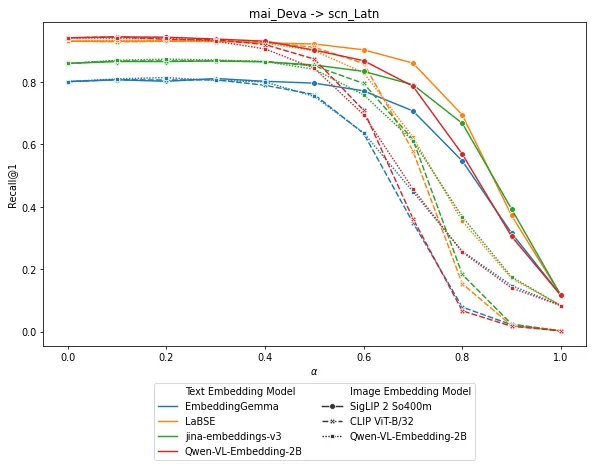 mai_Deva -> scn_Latn
Recall@1
0.8
0.6
0.4
0.2
0.0
0.0 0.2 0.4 0.6 0.8 1.0
α
Text Embedding Model
EmbeddingGemma
LaBSE
jina-embeddings-v3
Qwen-VL-Embedding-2B
Image Embedding Model
SigLIP 2 So400m
CLIP ViT-B/32
Qwen-VL-Embedding-2B